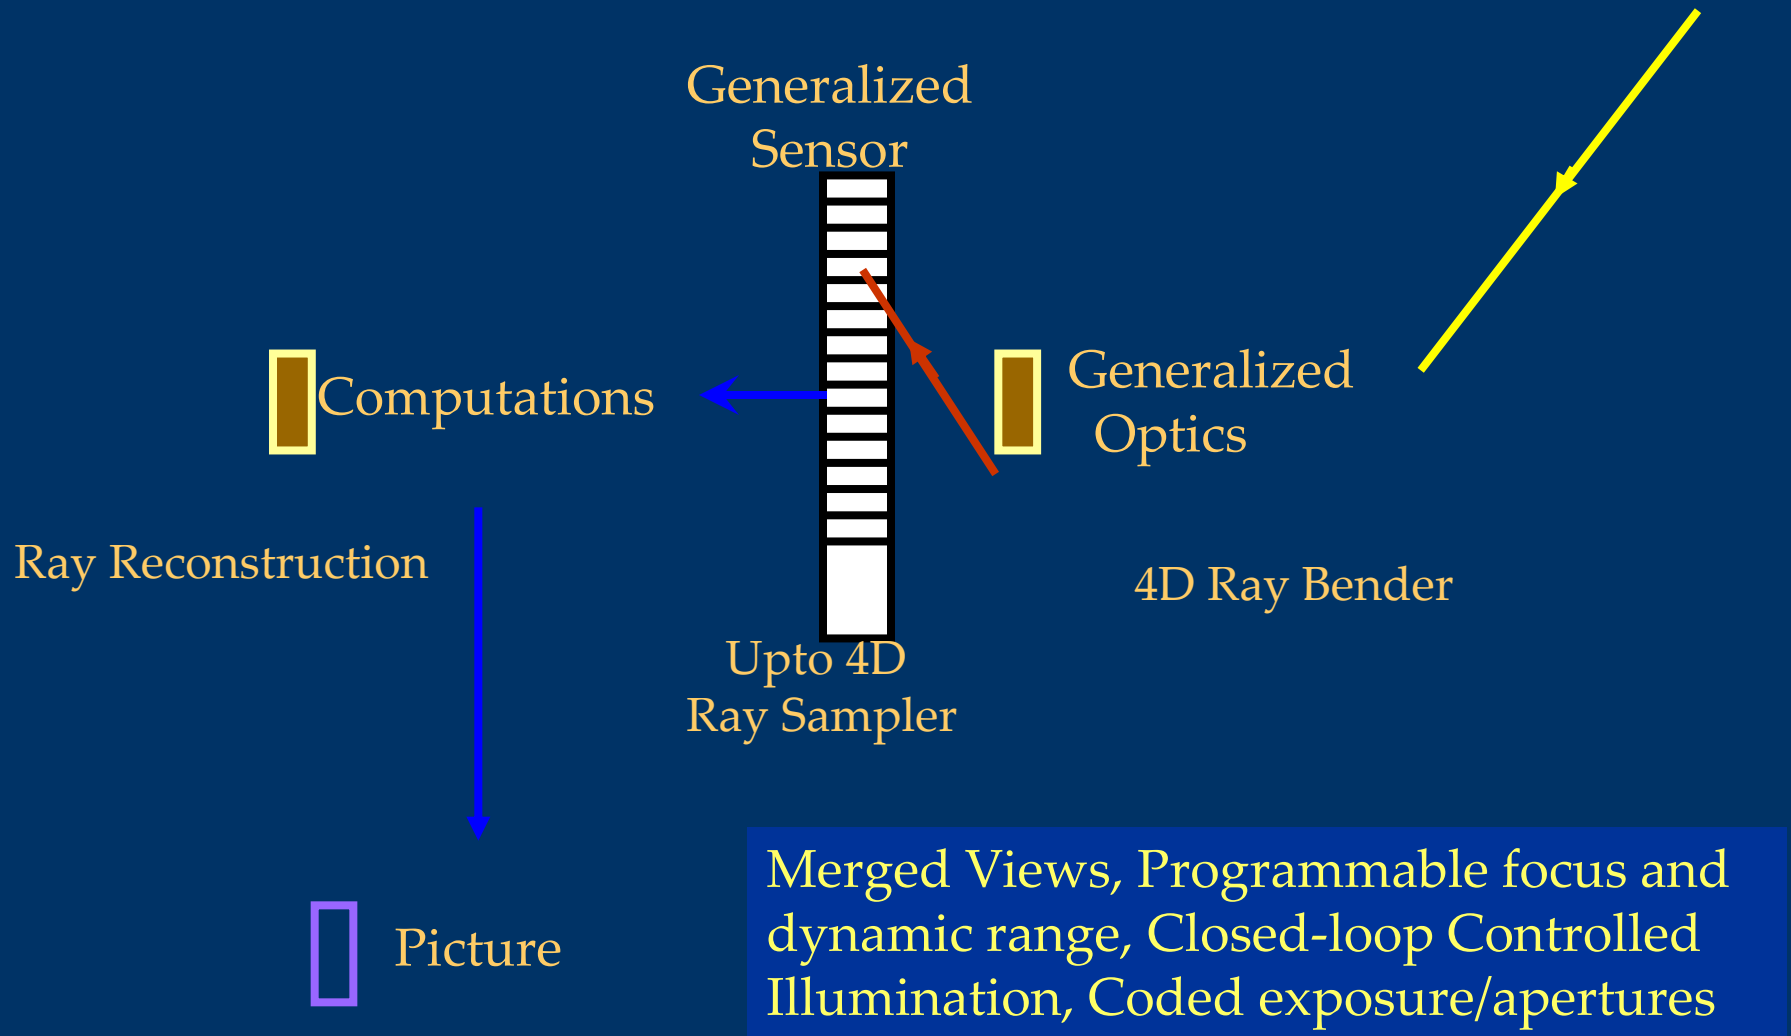 Generalized
Sensor
Computations
Generalized
Optics
Ray Reconstruction
4D Ray Bender
Upto 4D
Ray Sampler
Picture
Merged Views, Programmable focus and
dynamic range, Closed-loop Controlled
Illumination, Coded exposure/apertures